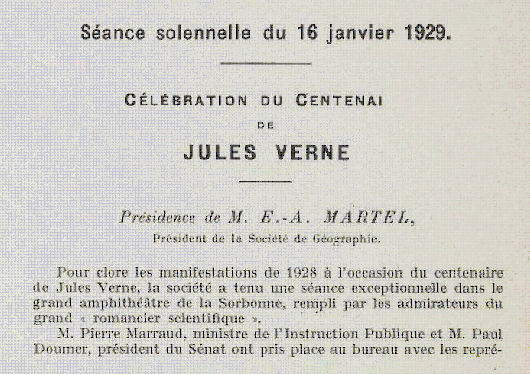 Séance solennelle du 16 janvier 1929.
CÉLÉBRATION DU CENTENAI
DE
JULES VERNE
Présidence de M. E.-A. MARTEL,
Président de la Société de Géographie.
Pour clore les manifestations de 1928 à l'occasion du centenaire
de Jules Verne, la société a tenu une séance exceptionnelle dans le
grand amphithéâtre de la Sorbonne, rempli par les admirateurs du
grand « romancier scientifique ».
M. Pierre Marraud, ministre de l'Instruction Publique et M. Paul
Doumer, président du Sénat ont pris place au bureau avec les repré-